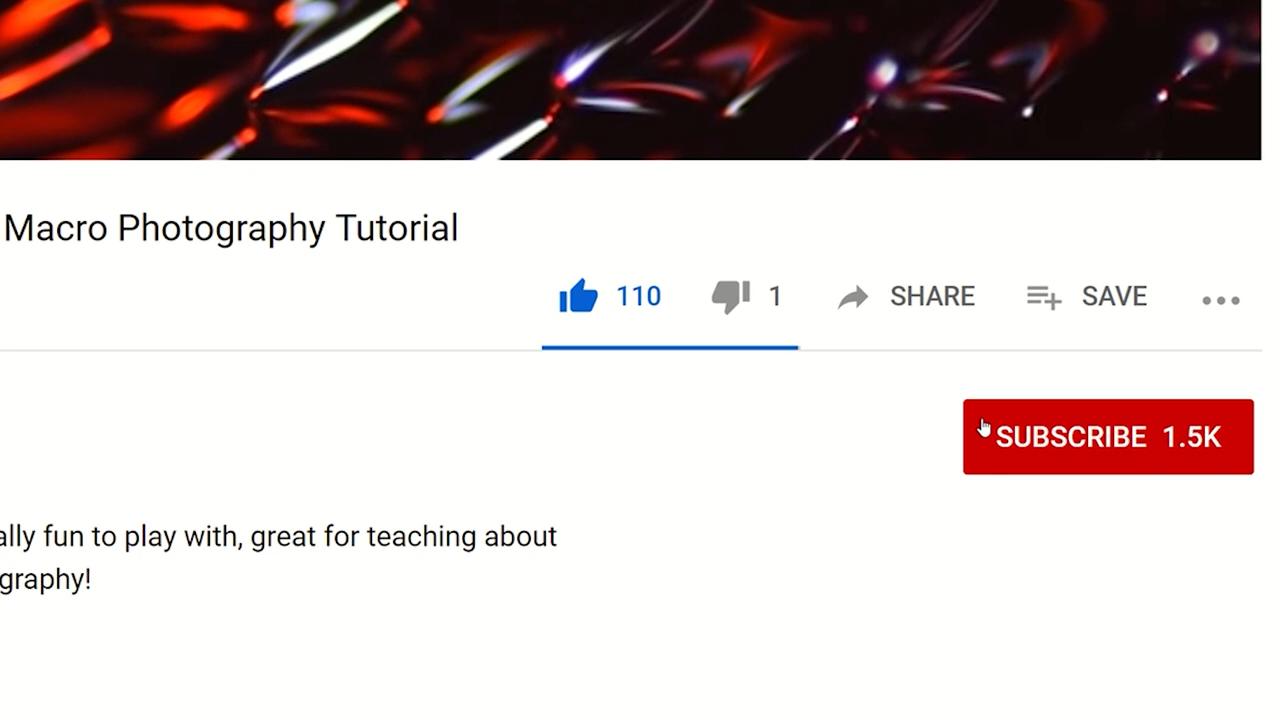 Macro Photography Tutorial
110 1 SHARE SAVE
SUBSCRIBE 1.5K
ally fun to play with, great for teaching about
graphy!